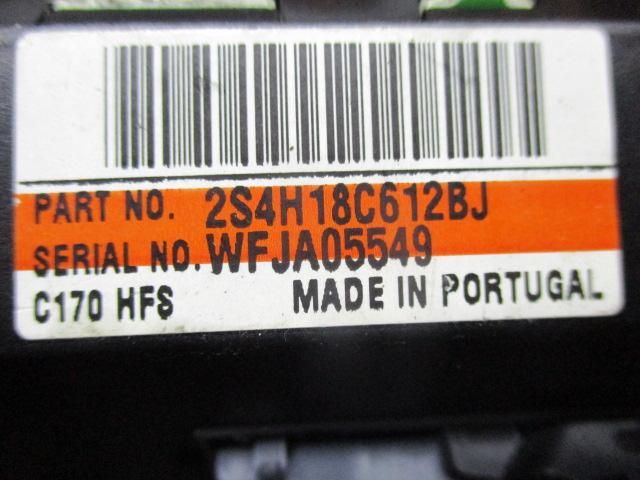 PART NO. 2S4H18C612BJ
SERIAL NO. WFJA05549
C170 HFS MADE IN PORTUGAL